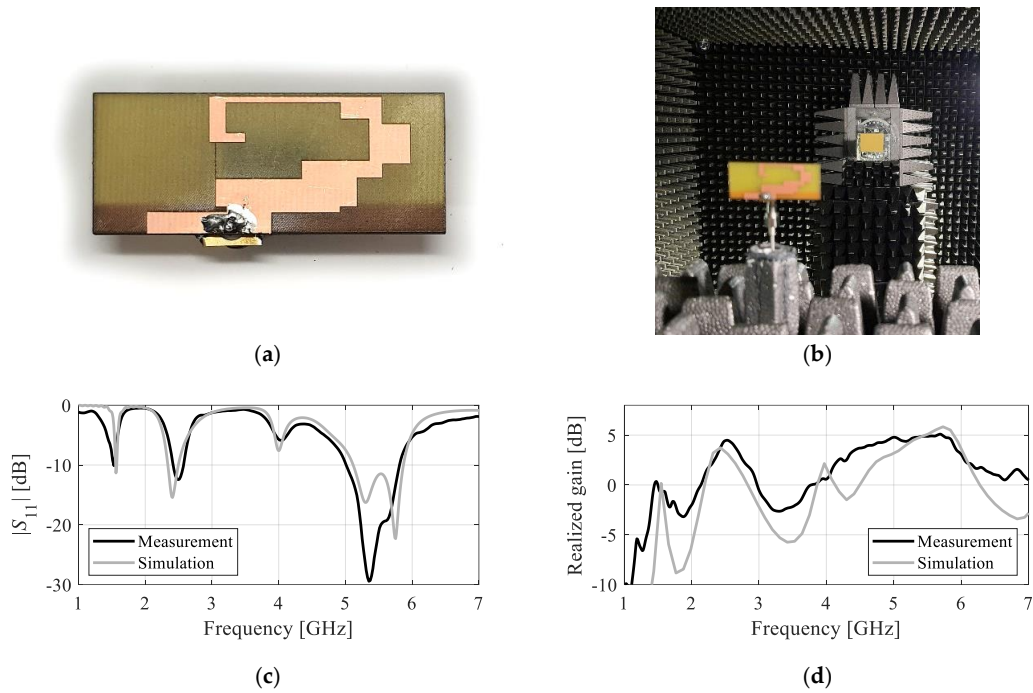 (a)
(b)
0
-10
-20
-30
|S11| [dB]
Measurement
Simulation
1 2 3 4 5 6 7
Frequency [GHz]
5
0
-5
-10
Realized gain [dB]
Measurement
Simulation
1 2 3 4 5 6 7
Frequency [GHz]
(c)
(d)